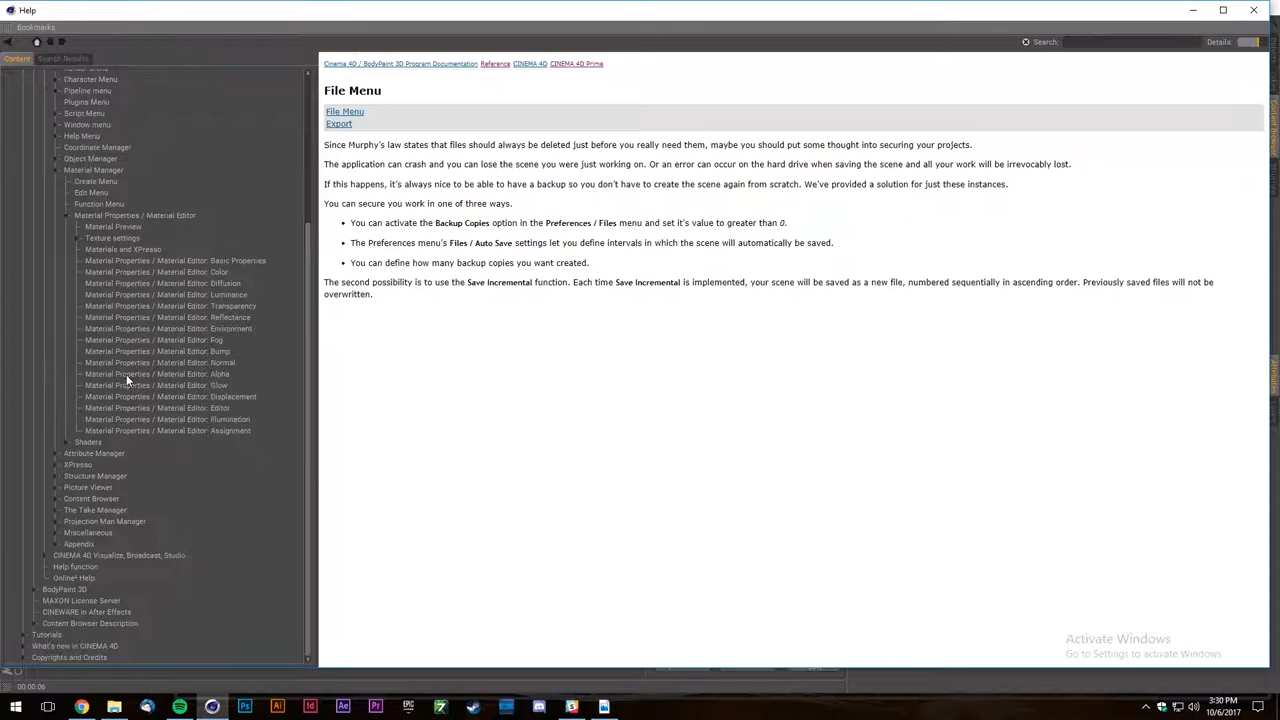 Help
Bookmarks
Search:
Details:
Content
Search Results
Character Menu
Pipeline menu
Plugins Menu
Script Menu
Window menu
Help Menu
Coordinate Manager
Object Manager
Material Manager
Create Menu
Edit Menu
Function Menu
Material Properties / Material Editor
Material Preview
Texture settings
Materials and XPresso
Material Properties / Material Editor: Basic Properties
Material Properties / Material Editor: Color
Material Properties / Material Editor: Diffusion
Material Properties / Material Editor: Luminance
Material Properties / Material Editor: Transparency
Material Properties / Material Editor: Reflectance
Material Properties / Material Editor: Environment
Material Properties / Material Editor: Fog
Material Properties / Material Editor: Bump
Material Properties / Material Editor: Normal
Material Properties / Material Editor: Alpha
Material Properties / Material Editor: Glow
Material Properties / Material Editor: Displacement
Material Properties / Material Editor: Editor
Material Properties / Material Editor: Illumination
Material Properties / Material Editor: Assignment
Shaders
Attribute Manager
XPresso
Structure Manager
Picture Viewer
Content Browser
The Take Manager
Projection Man Manager
Miscellaneous
Appendix
CINEMA 4D Visualize, Broadcast, Studio
Help function
Online² Help
BodyPaint 3D
MAXON License Server
CINEWARE in After Effects
Content Browser Description
Tutorials
What's new in CINEMA 4D
Copyrights and Credits
Cinema 4D / BodyPaint 3D Program Documentation Reference CINEMA 4D CINEMA 4D Prime
File Menu
File Menu
Export
Since Murphy's law states that files should always be deleted just before you really need them, maybe you should put some thought into securing your projects.
The application can crash and you can lose the scene you were just working on. Or an error can occur on the hard drive when saving the scene and all your work will be irrevocably lost.
If this happens, it's always nice to be able to have a backup so you don't have to create the scene again from scratch. We've provided a solution for just these instances.
You can secure you work in one of three ways.
• You can activate the Backup Copies option in the Preferences / Files menu and set it's value to greater than 0.
• The Preferences menu's Files / Auto Save settings let you define intervals in which the scene will automatically be saved.
• You can define how many backup copies you want created.
The second possibility is to use the Save Incremental function. Each time Save Incremental is implemented, your scene will be saved as a new file, numbered sequentially in ascending order. Previously saved files will not be
overwritten.
Content Browser
Attributes
Activate Windows
Go to Settings to activate Windows.
00:00:06
Ps
Ai
Id
Ae
Pr
EPIC
3:30 PM
10/6/2017